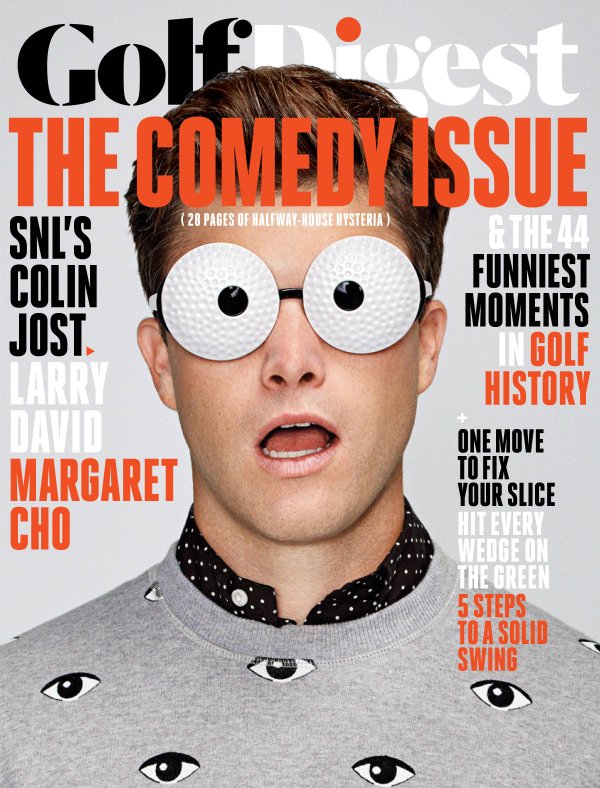 Golf Digest
THE COMEDY ISSUE
( 28 PAGES OF HALFWAY-HOUSE HYSTERIA )
SNL'S
COLIN
JOST
LARRY
DAVID
MARGARET
CHO
& THE 44
FUNNIEST
MOMENTS
IN GOLF
HISTORY
+
ONE MOVE
TO FIX
YOUR SLICE
HIT EVERY
WEDGE ON
THE GREEN
5 STEPS
TO A SOLID
SWING